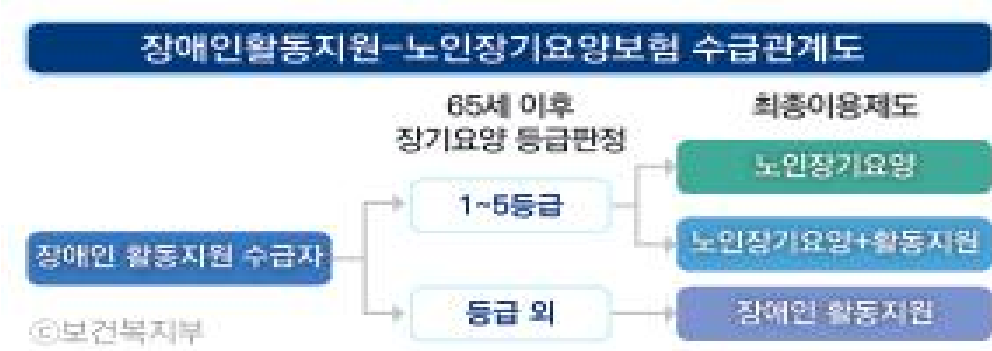 장애인활동지원-노인장기요양보험 수급관계도
65세 이후
장기요양 등급판정
최종이용제도
장애인 활동지원 수급자
1~5등급
노인장기요양
노인장기요양+활동지원
등급 외
장애인 활동지원
ⓒ보건복지부